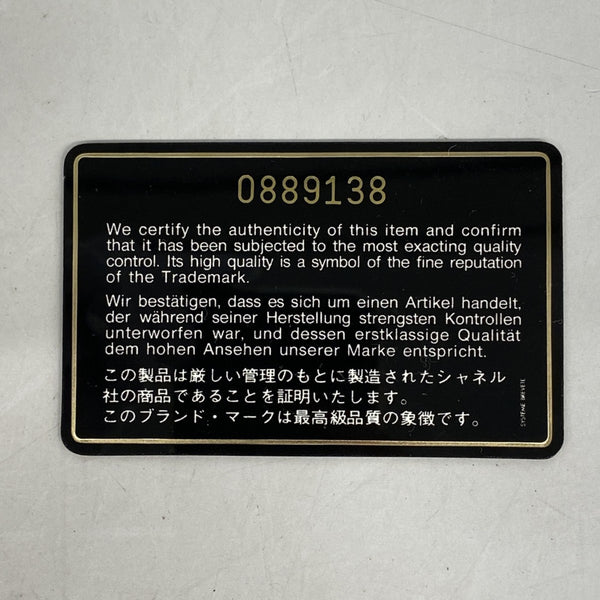 0889138
We certify the authenticity of this item and confirm
that it has been subjected to the most exacting quality
control. Its high quality is a symbol of the fine reputation
of the Trademark.
Wir bestätigen, dass es sich um einen Artikel handelt,
der während seiner Herstellung strengsten Kontrollen
unterworfen war, und dessen erstklassige Qualität
dem hohen Ansehen unserer Marke entspricht.
この製品は厳しい管理のもとに製造されたシャネル
社の商品であることを証明いたします。
このブランド・マークは最高級品質の象徴です。
SYSTEME BREVETE